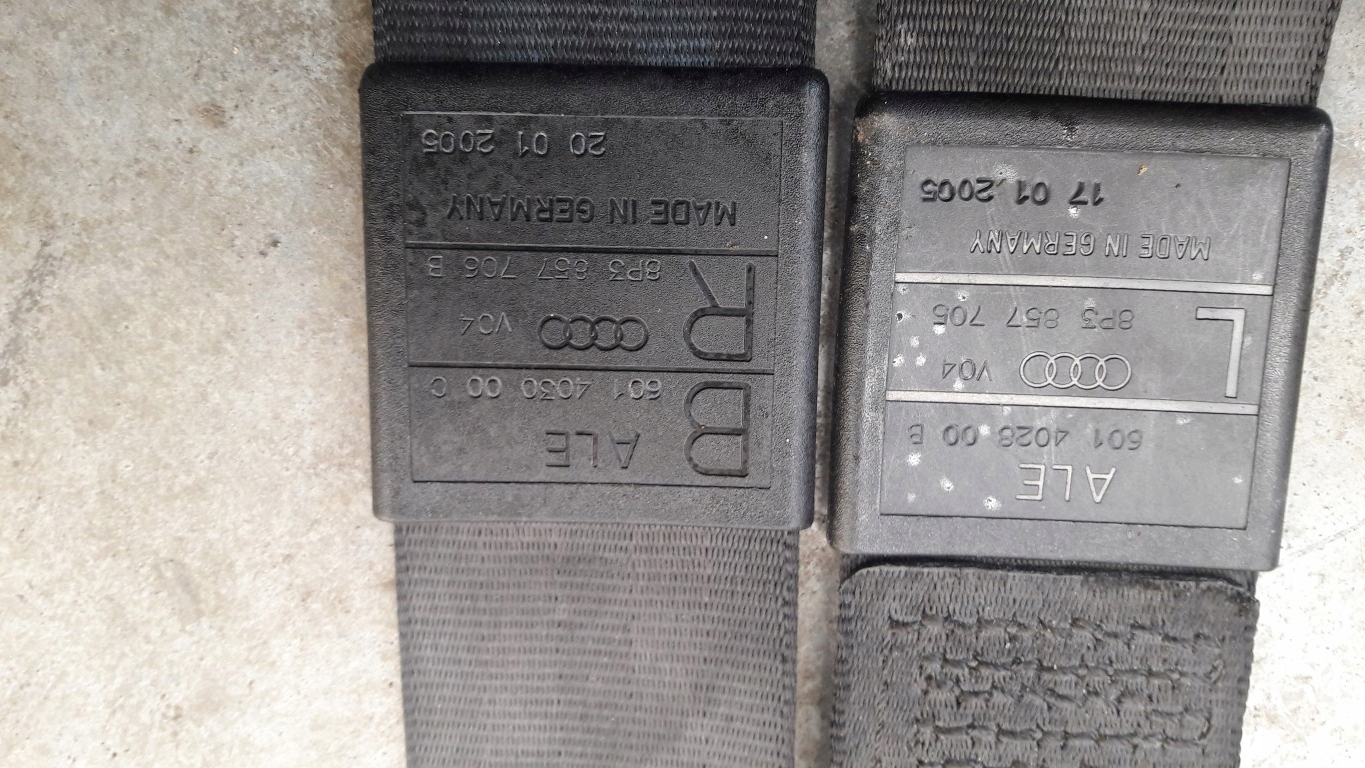 ALE
601 4028 00 B
L
V04
8P3 857 705
MADE IN GERMANY
17 01 2005
B
ALE
601 4030 00 C
R
V04
8P3 857 706 B
MADE IN GERMANY
20 01 2005